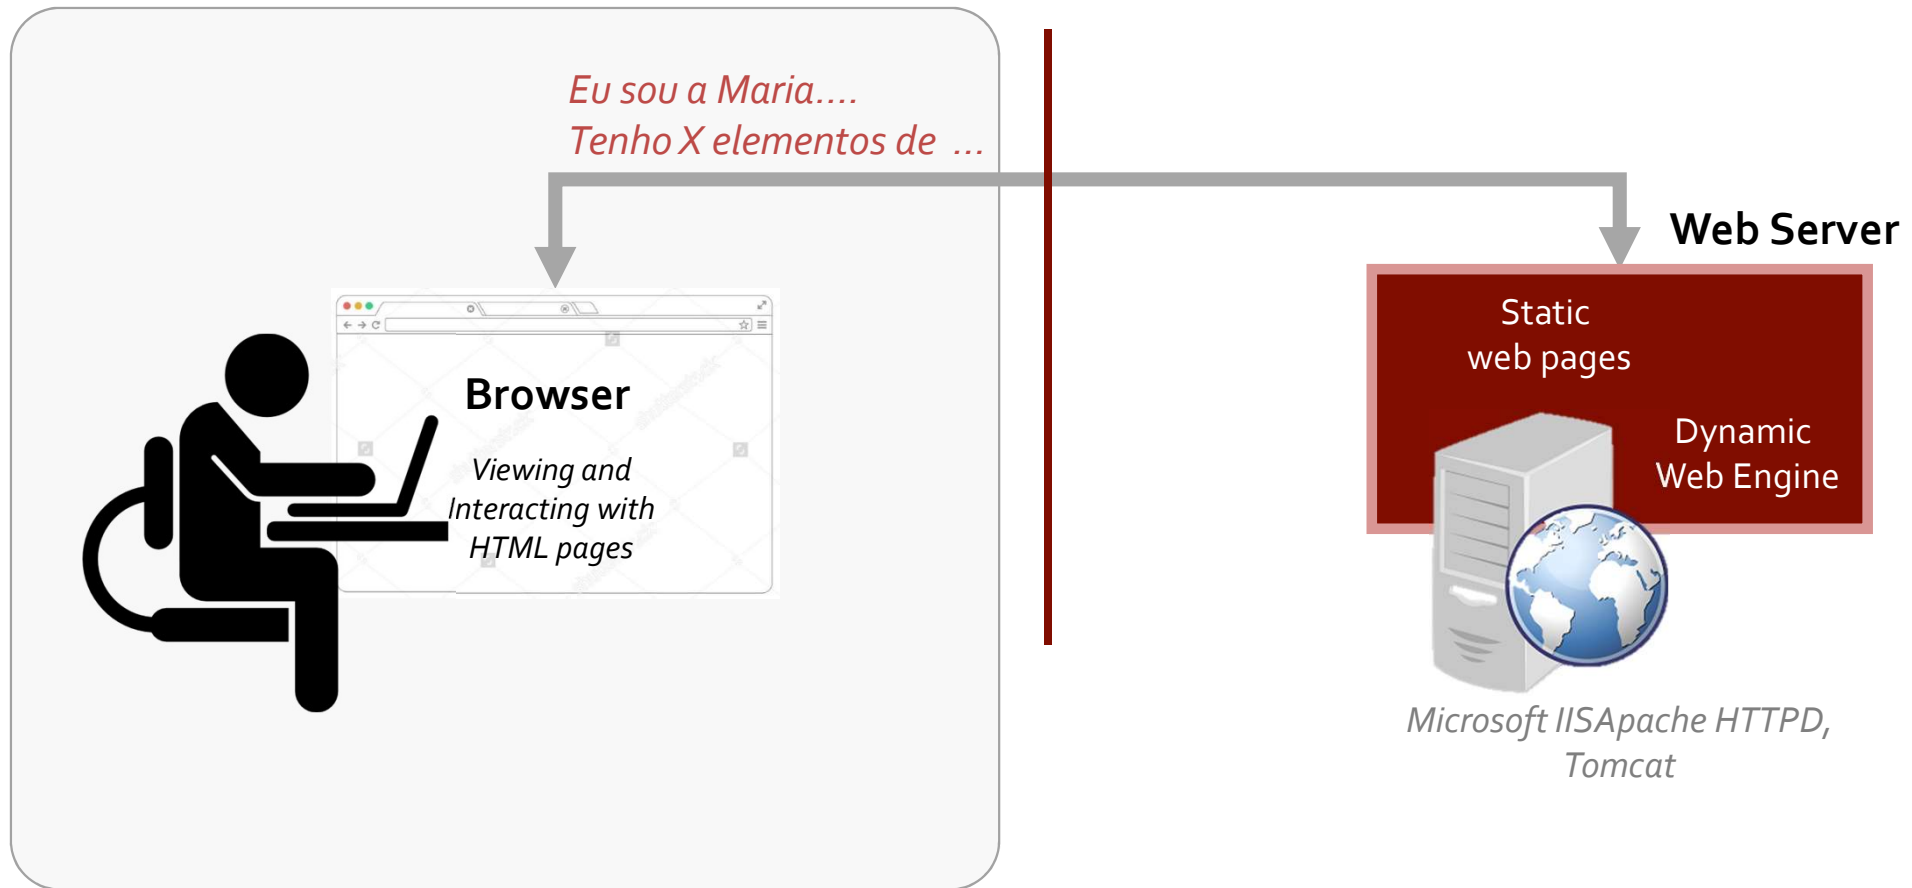 Eu sou a Maria....
Tenho X elementos de ...
Web Server
Static
web pages
Dynamic
Web Engine
Browser
Viewing and
Interacting with
HTML pages
Microsoft IISApache HTTPD,
Tomcat